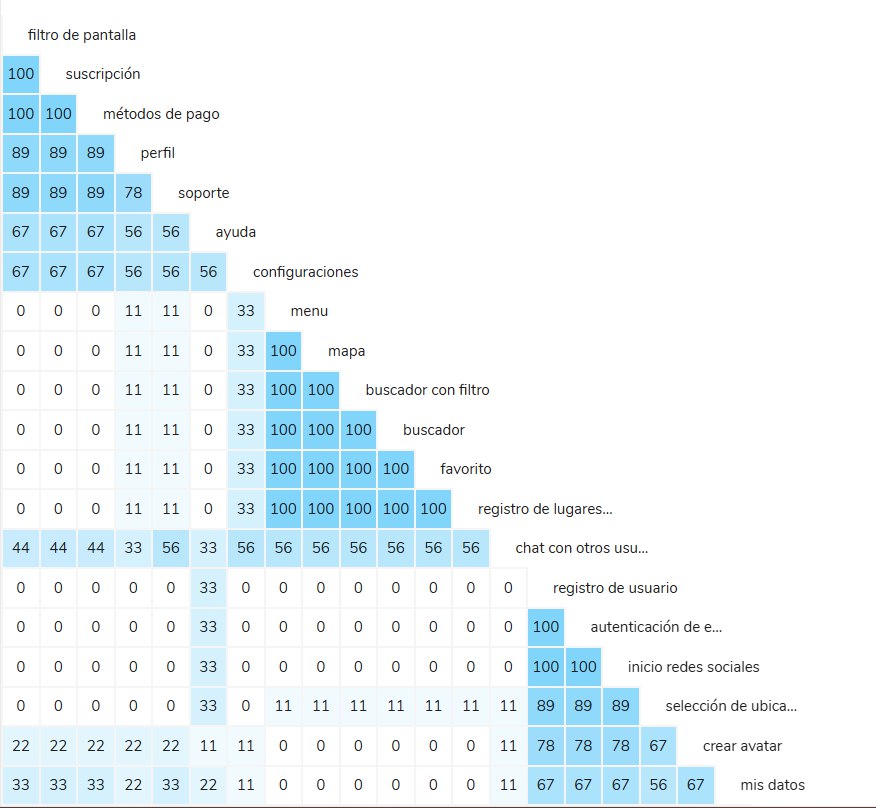 filtro de pantalla
100 suscripción
100 100 métodos de pago
89 89 89 perfil
89 89 89 78 soporte
67 67 67 56 56 ayuda
67 67 67 56 56 56 configuraciones
0 0 0 11 11 0 33 menu
0 0 0 11 11 0 33 100 mapa
0 0 0 11 11 0 33 100 100 buscador con filtro
0 0 0 11 11 0 33 100 100 100 buscador
0 0 0 11 11 0 33 100 100 100 100 favorito
0 0 0 11 11 0 33 100 100 100 100 100 registro de lugares...
44 44 44 33 56 33 56 56 56 56 56 56 56 chat con otros usu...
0 0 0 0 0 33 0 0 0 0 0 0 0 0 registro de usuario
0 0 0 0 0 33 0 0 0 0 0 0 0 0 100 autenticación de e...
0 0 0 0 0 33 0 0 0 0 0 0 0 0 100 100 inicio redes sociales
0 0 0 0 0 33 0 11 11 11 11 11 11 11 89 89 89 selección de ubica...
22 22 22 22 22 11 11 0 0 0 0 0 0 11 78 78 78 67 crear avatar
33 33 33 22 33 22 11 0 0 0 0 0 0 11 67 67 67 56 67 mis datos